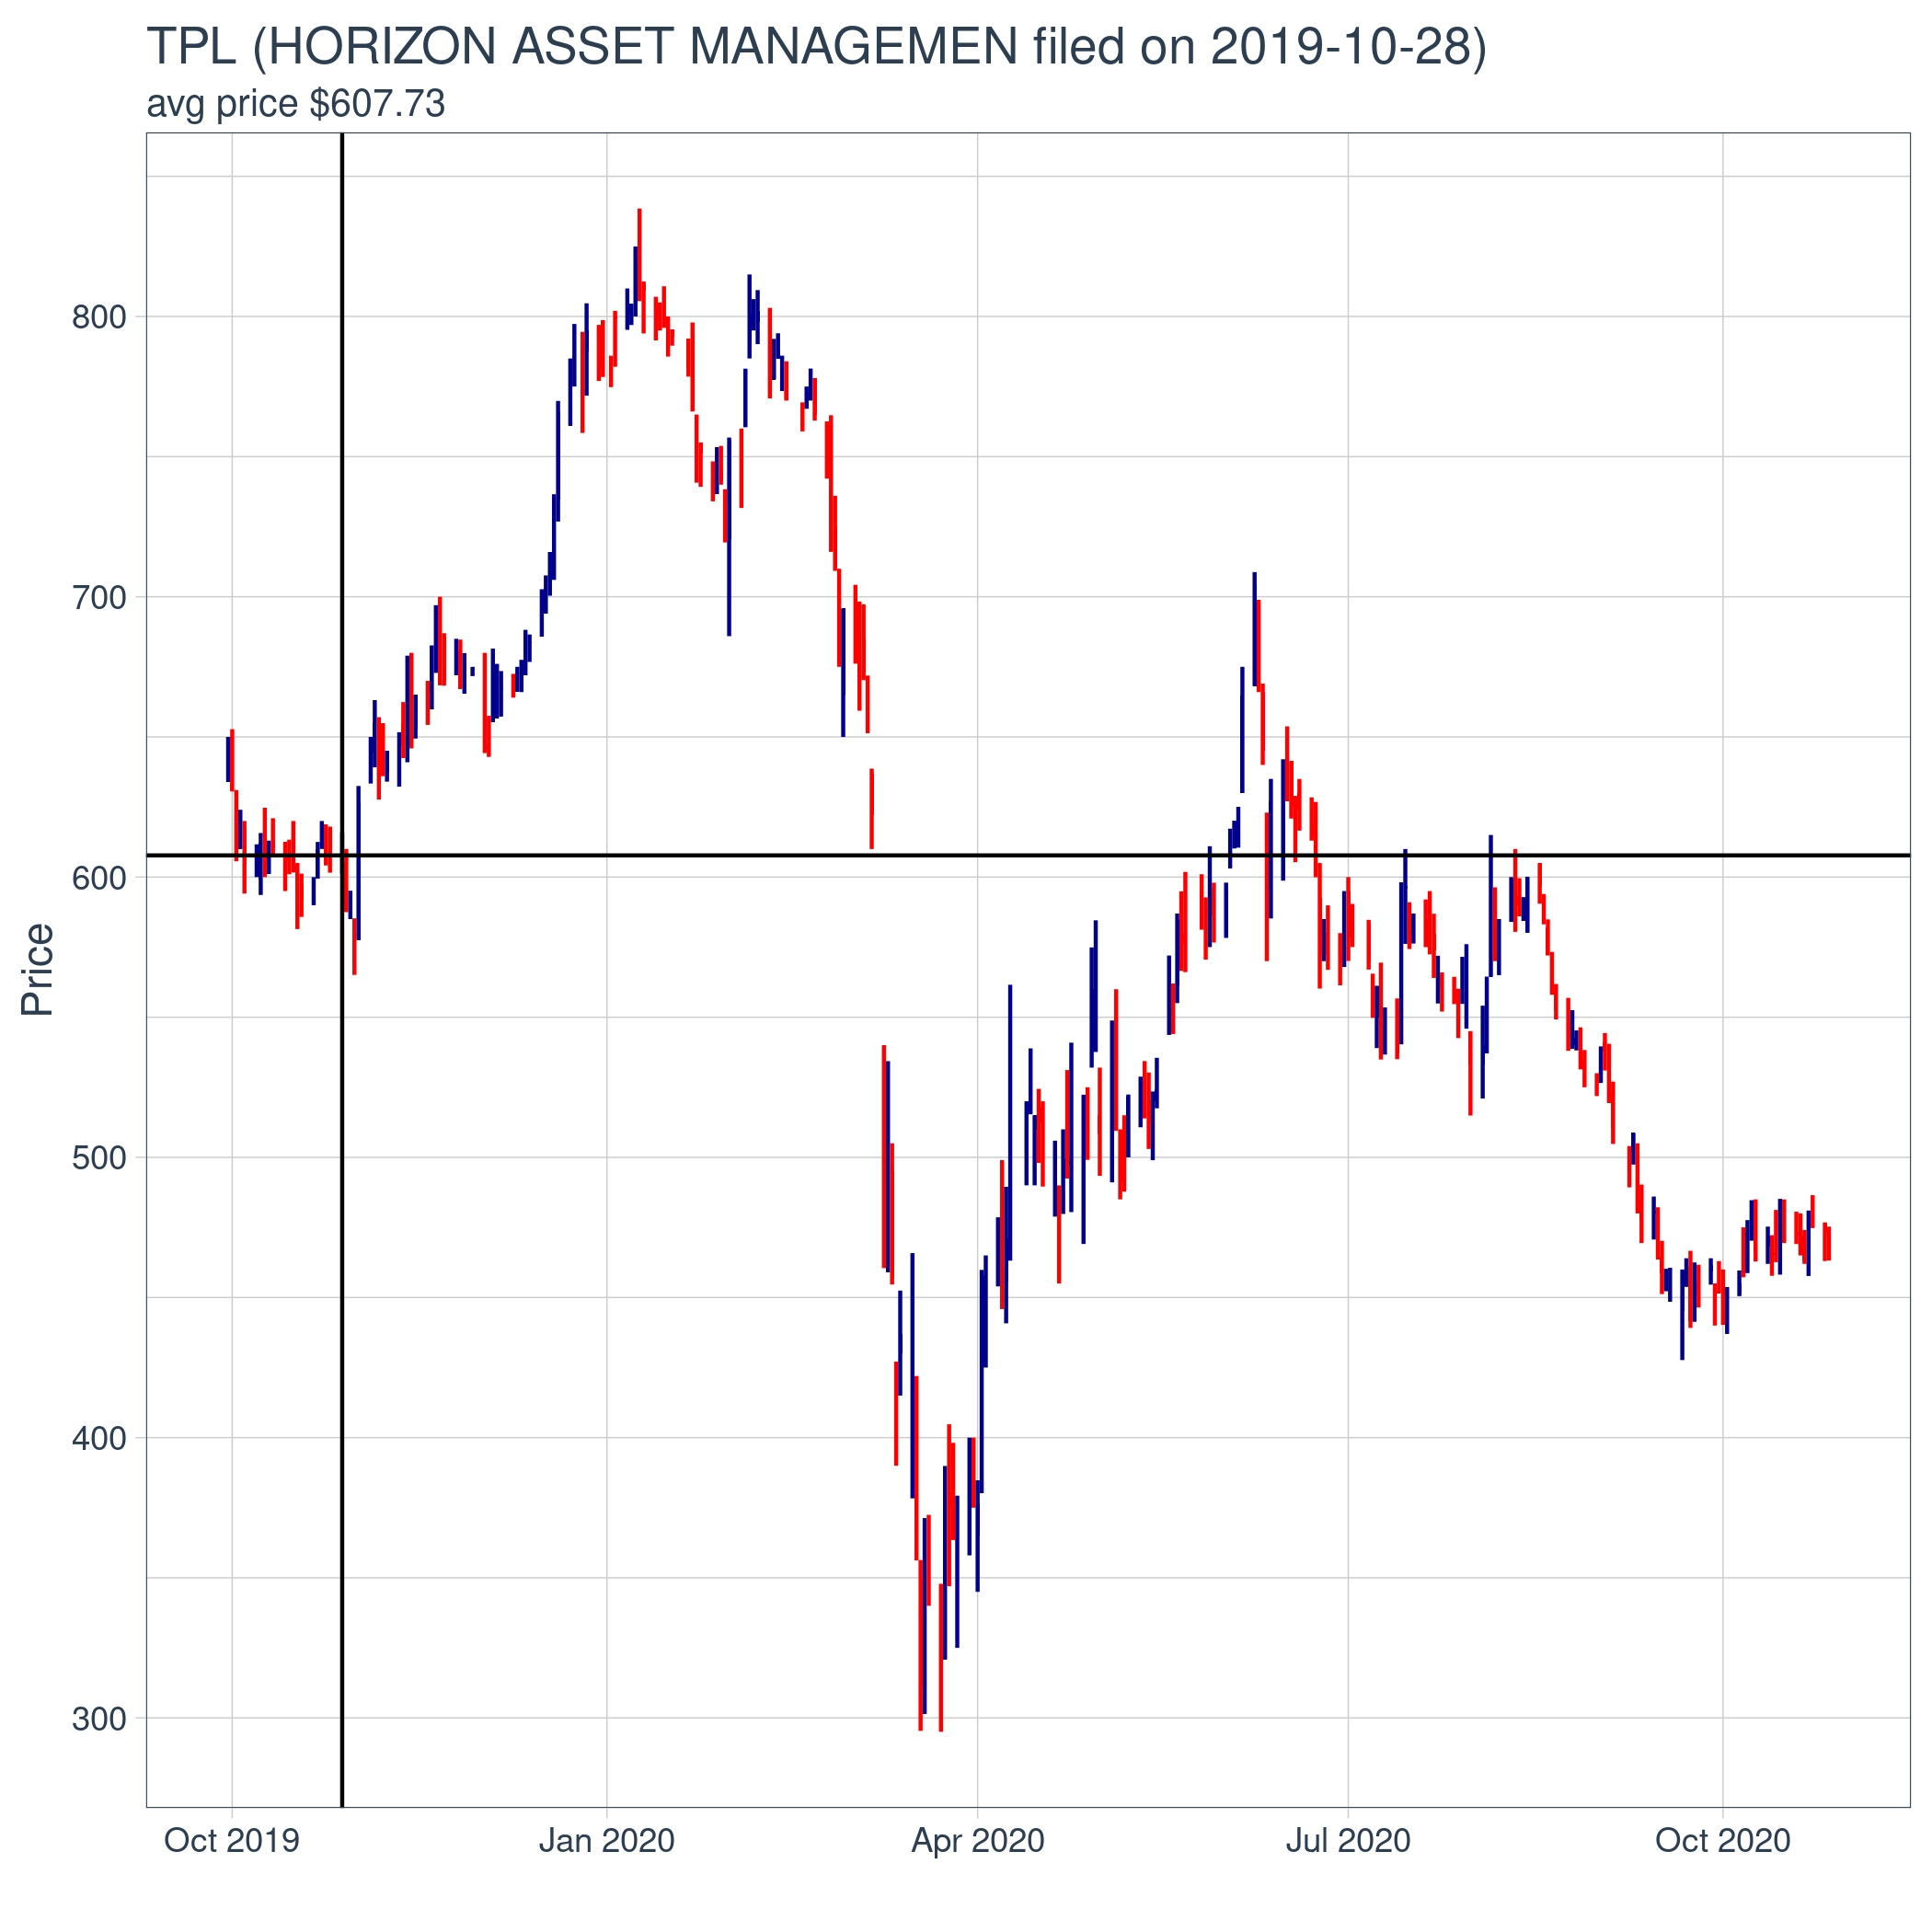 TPL (HORIZON ASSET MANAGEMEN filed on 2019-10-28)
avg price $607.73
800
700
600
500
400
300
Price
Oct 2019 Jan 2020 Apr 2020 Jul 2020 Oct 2020